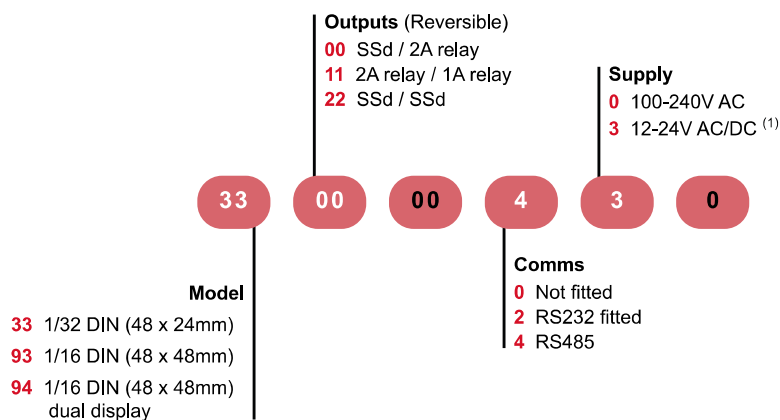 Outputs (Reversible)
00 SSd / 2A relay
11 2A relay / 1A relay
22 SSd / SSd
Supply
0 100-240V AC
3 12-24V AC/DC (1)
33 00 00 4 3 0
Model
33 1/32 DIN (48 x 24mm)
93 1/16 DIN (48 x 48mm)
94 1/16 DIN (48 x 48mm)
dual display
Comms
0 Not fitted
2 RS232 fitted
4 RS485